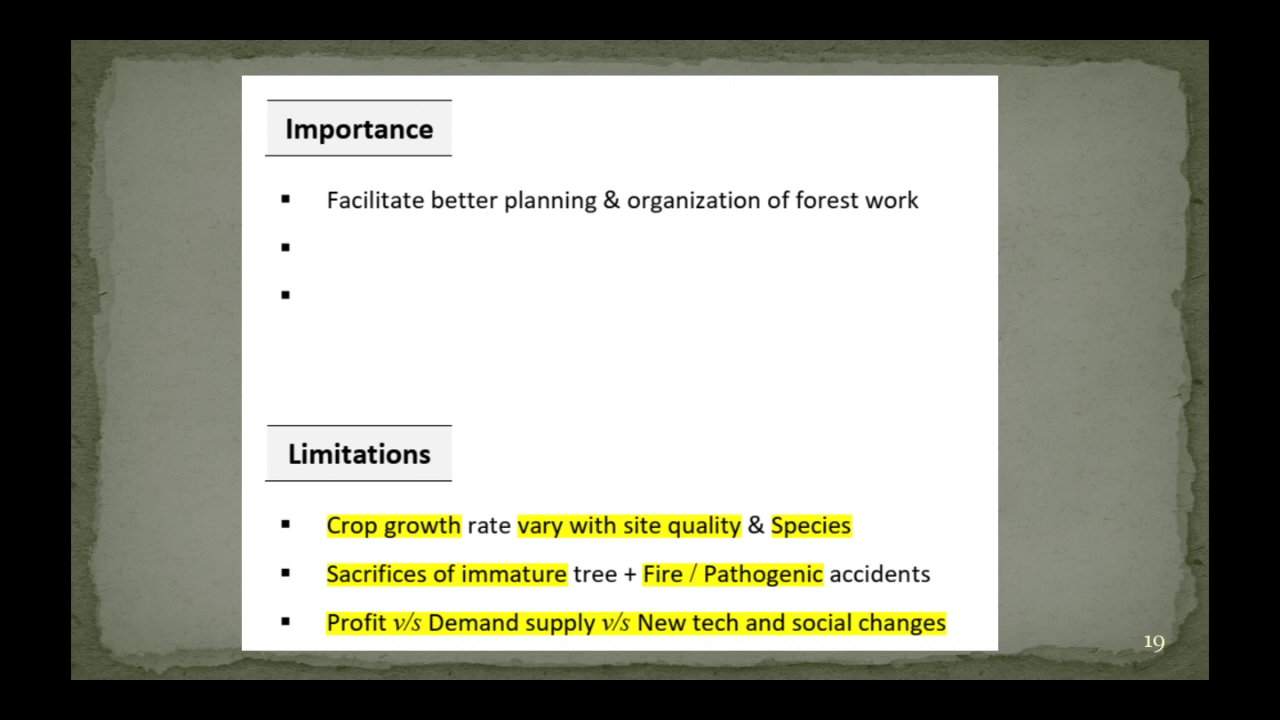 Importance
▪ Facilitate better planning & organization of forest work
▪
▪
Limitations
▪ Crop growth rate vary with site quality & Species
▪ Sacrifices of immature tree + Fire / Pathogenic accidents
▪ Profit v/s Demand supply v/s New tech and social changes
19